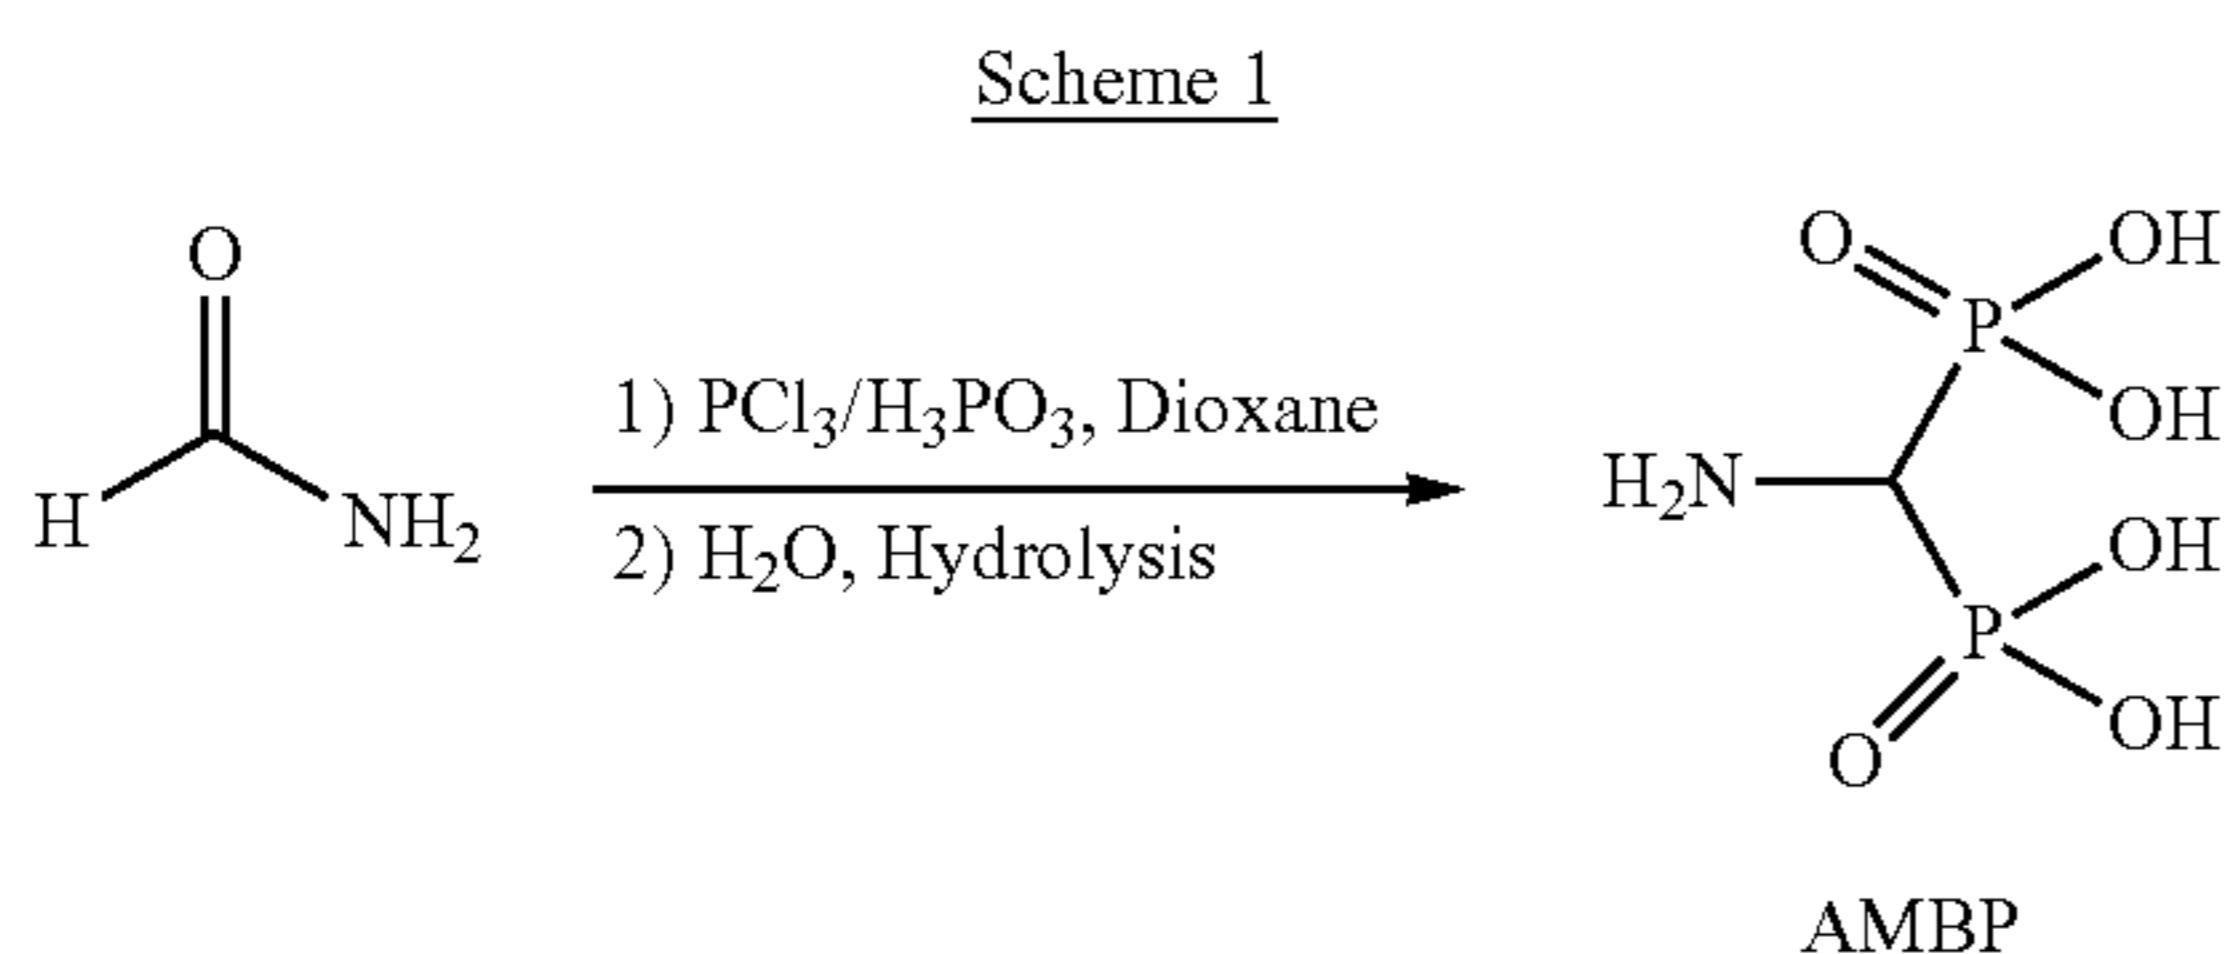 Scheme 1
O
H
NH2
1) PCl3/H3PO3, Dioxane
2) H2O, Hydrolysis
O
OH
P
OH
H2N
OH
P
OH
O
AMBP